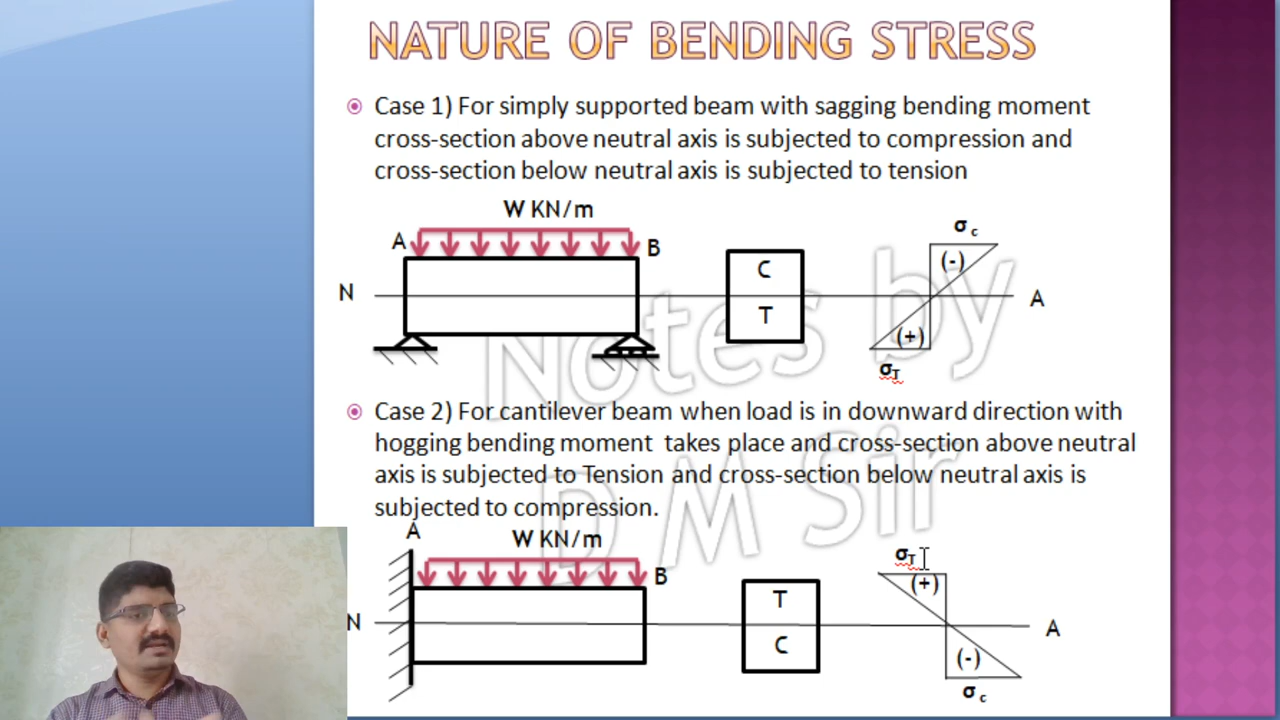 NATURE OF BENDING STRESS
Case 1) For simply supported beam with sagging bending moment
cross-section above neutral axis is subjected to compression and
cross-section below neutral axis is subjected to tension
W KN/m
A
B
N
C
T
σc
(-)
(+)
σT
A
Notes by
D M Sir
Case 2) For cantilever beam when load is in downward direction with
hogging bending moment takes place and cross-section above neutral
axis is subjected to Tension and cross-section below neutral axis is
subjected to compression.
A
W KN/m
B
N
T
C
σT
(+)
(-)
σc
A